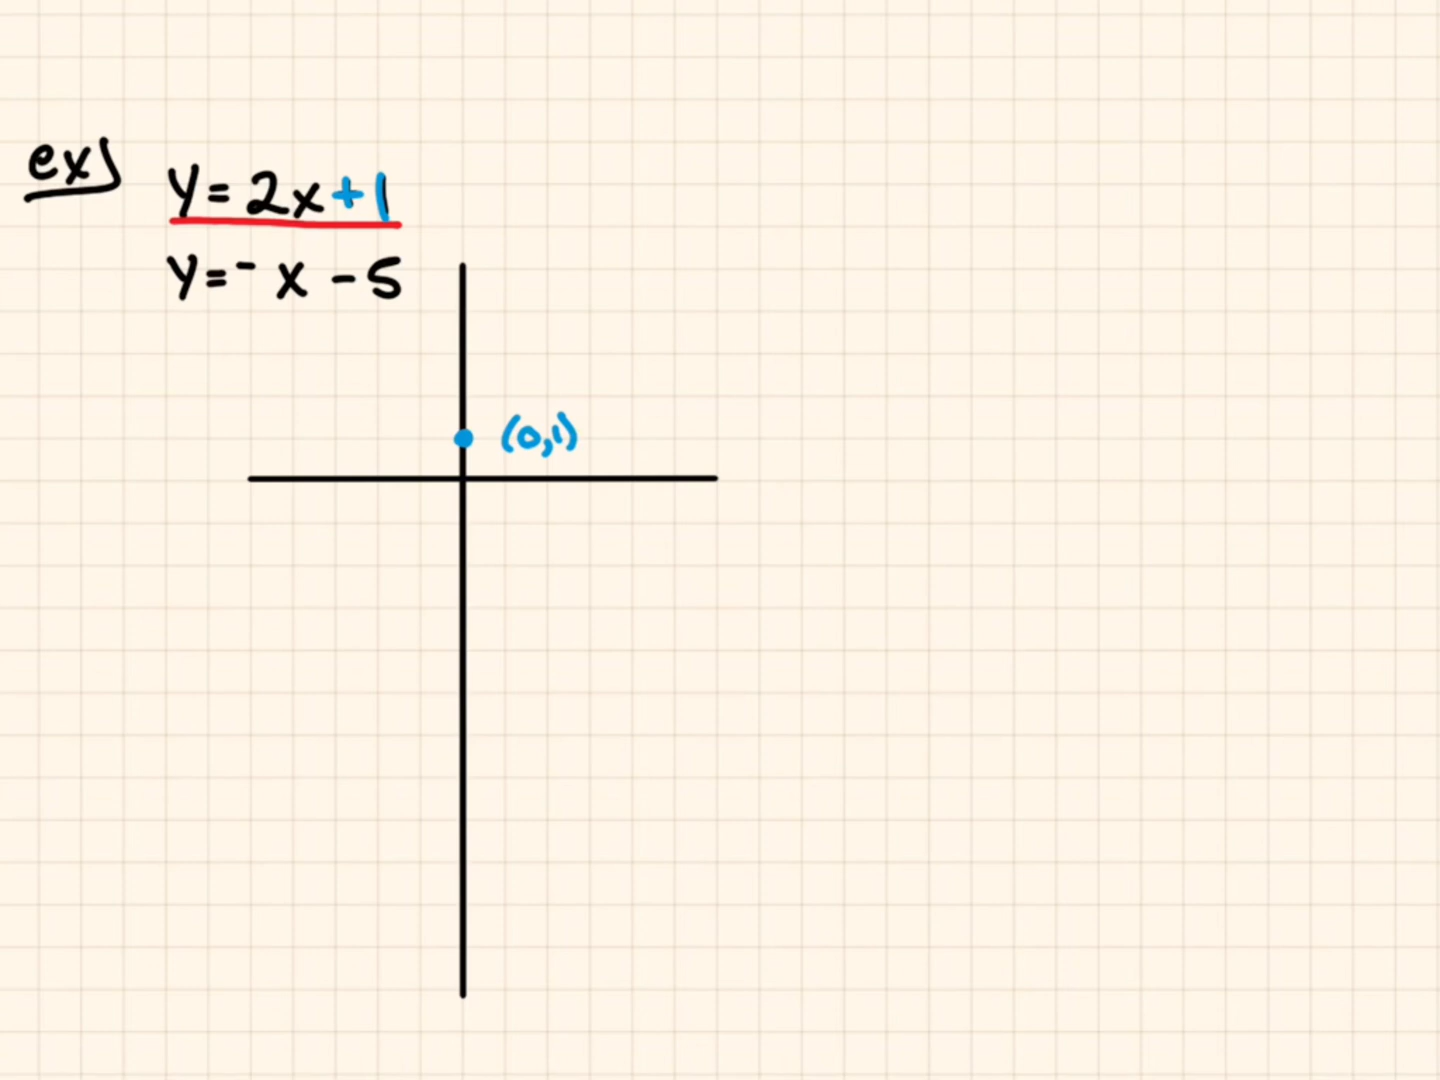 ex)
y = 2x + 1
y = - x - 5
(0,1)